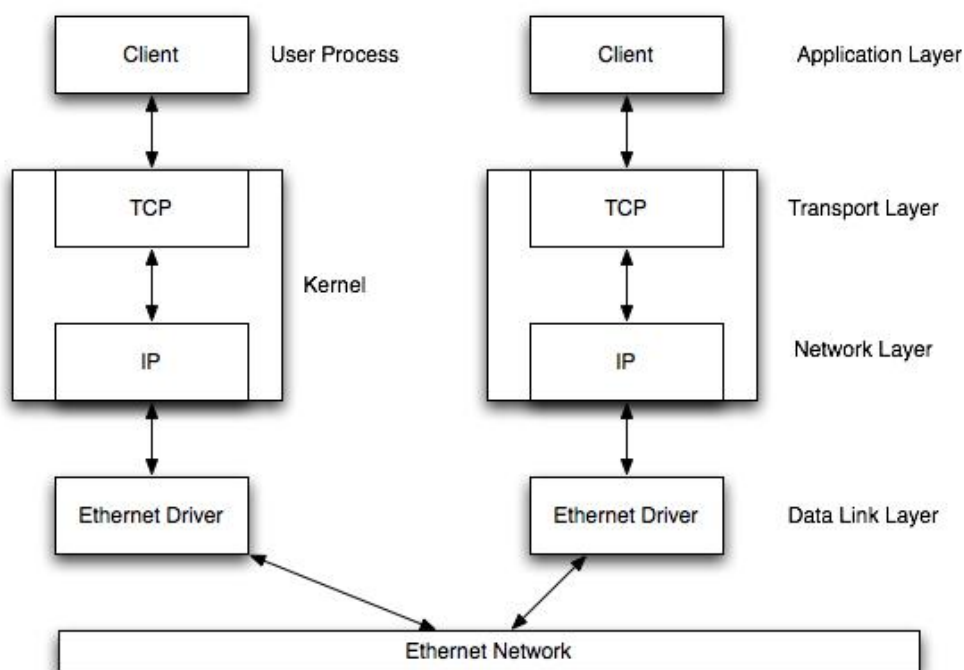 Client
User Process
Client
Application Layer
TCP
TCP
Transport Layer
Kernel
IP
IP
Network Layer
Ethernet Driver
Ethernet Driver
Data Link Layer
Ethernet Network